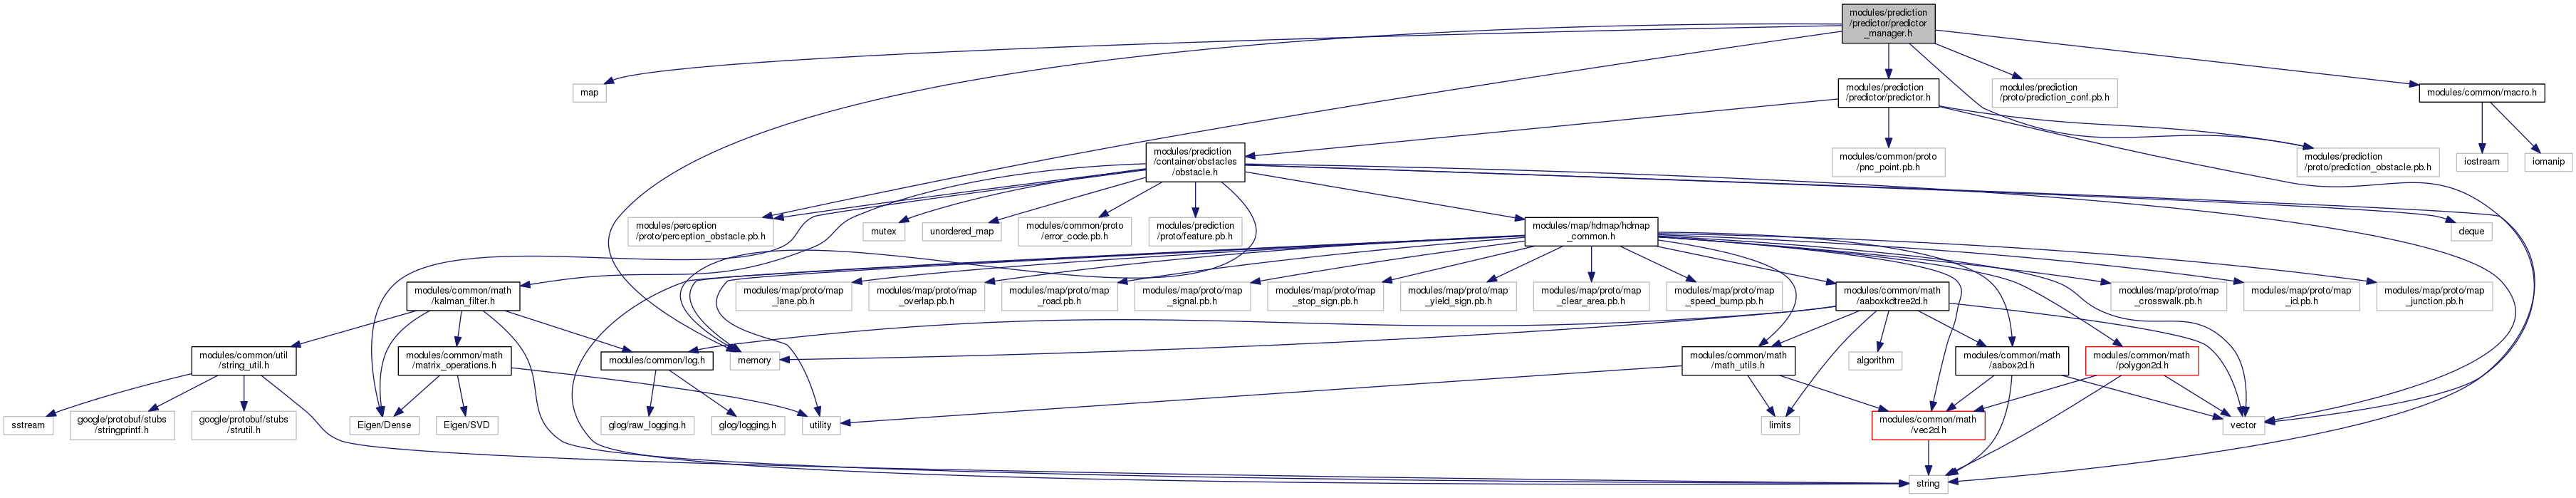 modules/prediction
/predictor/predictor
_manager.h
map
modules/prediction
/predictor/predictor.h
modules/prediction
/proto/prediction_conf.pb.h
modules/common/macro.h
modules/prediction
/container/obstacles
/obstacle.h
modules/common/proto
/pnc_point.pb.h
modules/prediction
/proto/prediction_obstacle.pb.h
iostream
iomanip
modules/perception
/proto/perception_obstacle.pb.h
mutex
unordered_map
modules/common/proto
/error_code.pb.h
modules/prediction
/proto/feature.pb.h
modules/map/hdmap/hdmap
_common.h
deque
modules/common/math
/kalman_filter.h
modules/map/proto/map
_lane.pb.h
modules/map/proto/map
_overlap.pb.h
modules/map/proto/map
_road.pb.h
modules/map/proto/map
_signal.pb.h
modules/map/proto/map
_stop_sign.pb.h
modules/map/proto/map
_yield_sign.pb.h
modules/map/proto/map
_clear_area.pb.h
modules/map/proto/map
_speed_bump.pb.h
modules/common/math
/aaboxkdtree2d.h
modules/map/proto/map
_crosswalk.pb.h
modules/map/proto/map
_id.pb.h
modules/map/proto/map
_junction.pb.h
modules/common/util
/string_util.h
modules/common/math
/matrix_operations.h
modules/common/log.h
memory
modules/common/math
/math_utils.h
algorithm
modules/common/math
/aabox2d.h
modules/common/math
/polygon2d.h
sstream
google/protobuf/stubs
/stringprintf.h
google/protobuf/stubs
/strutil.h
Eigen/Dense
Eigen/SVD
glog/raw_logging.h
glog/logging.h
utility
limits
modules/common/math
/vec2d.h
vector
string